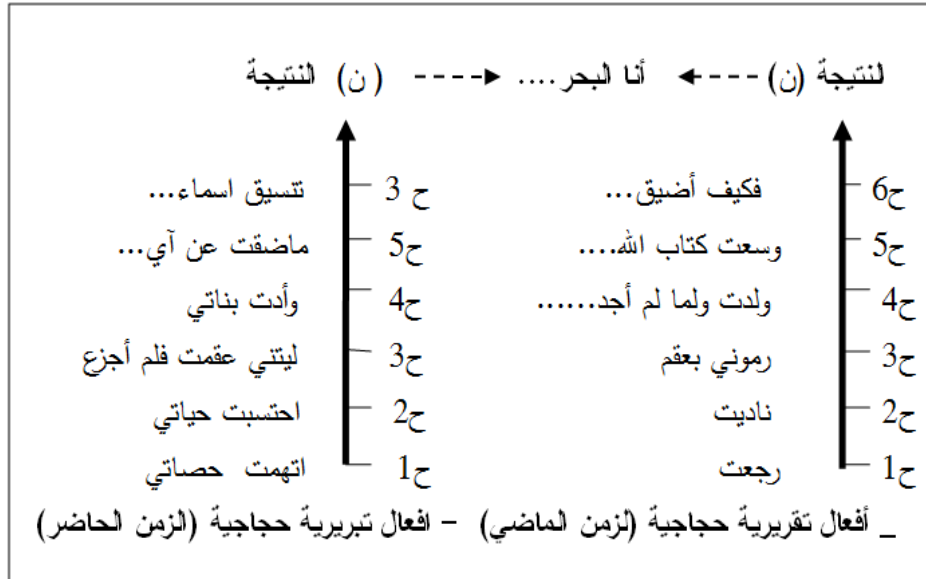 لنتيجة (ن) أنا البحر .... (ن) النتيجة
ح6 فكيف أضيق... ح 3 تنسيق اسماء...
ح5 وسعت كتاب الله.... ح5 ماضقت عن آي...
ح4 ولدت ولما لم أجد...... ح4 وأدت بناتي
ح3 رموني بعقم ح3 ليتني عقمت فلم أجزع
ح2 ناديت ح2 احتسبت حياتي
ح1 رجعت ح1 اتهمت حصاتي
_ أفعال تقريرية حجاجية (لزمن الماضي) – افعال تبريرية حجاجية (الزمن الحاضر)